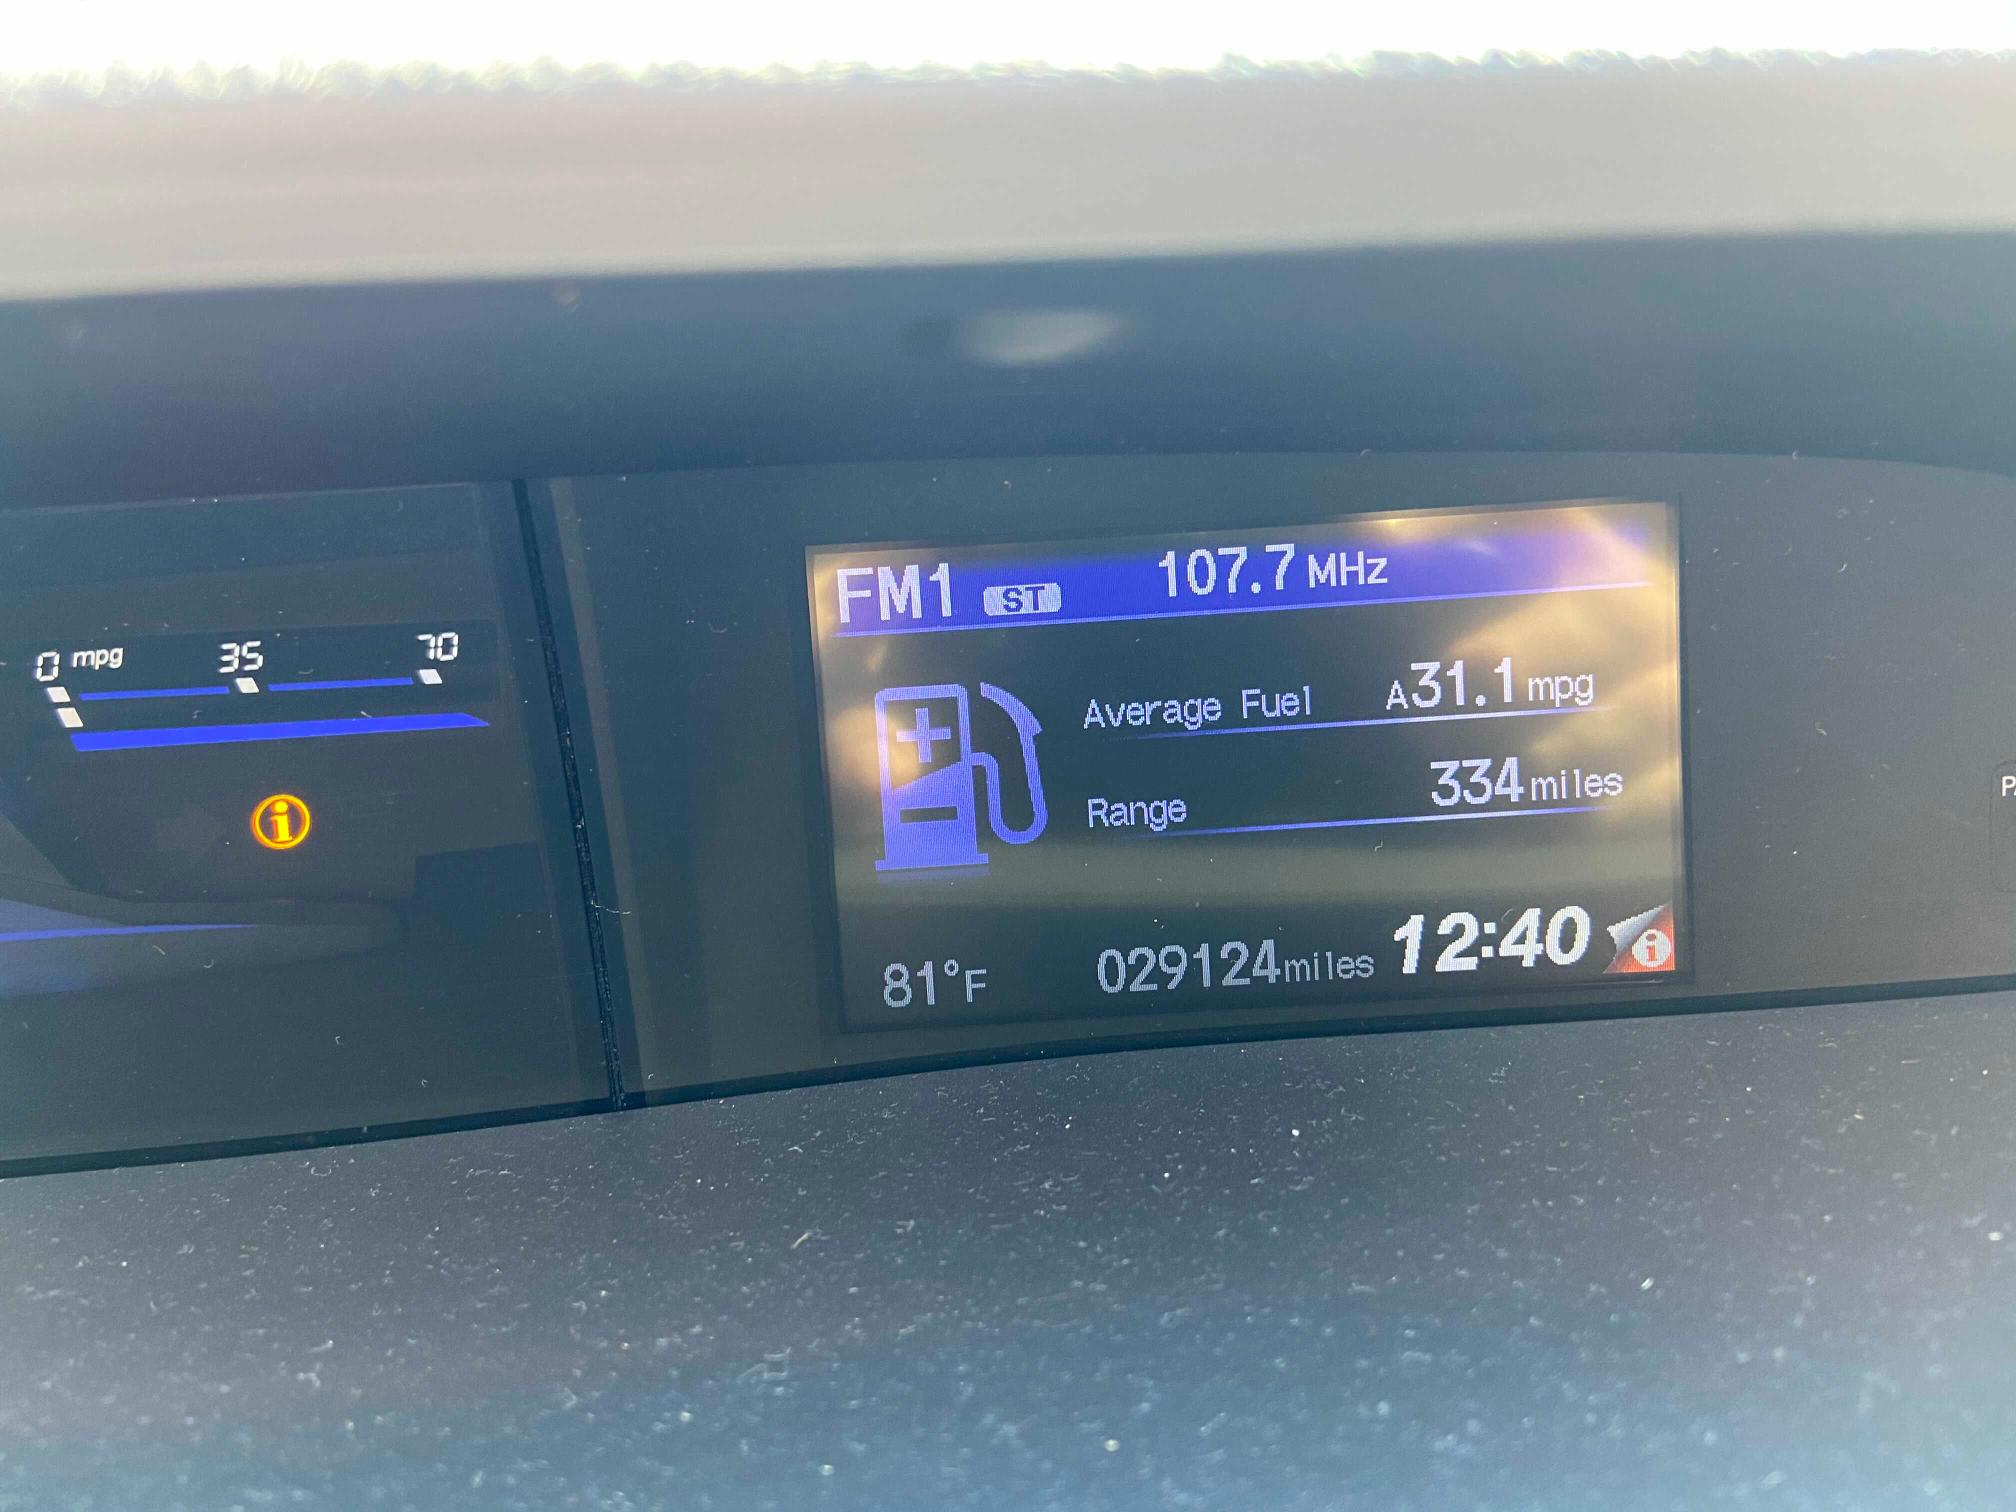 0 mpg 35 70
FM1 ST 107.7 MHz
Average Fuel A31.1 mpg
Range 334 miles
81°F 029124 miles 12:40